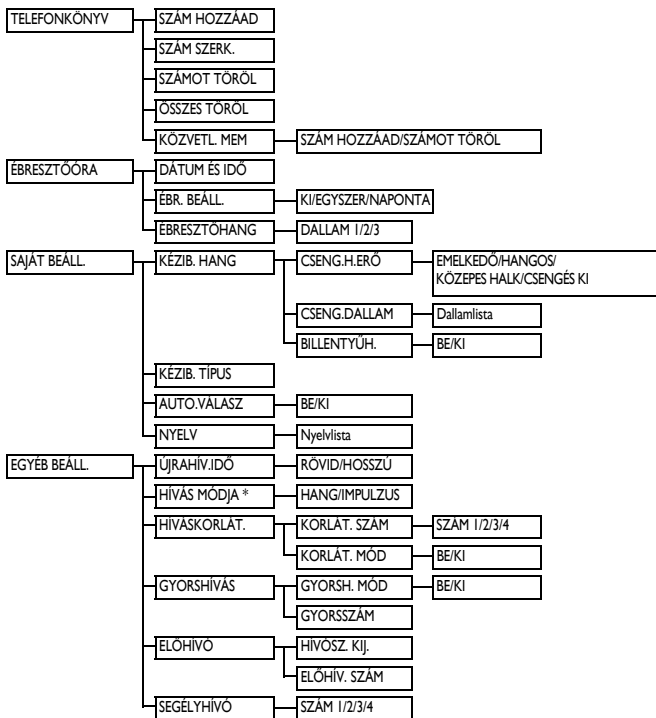 TELEFONKÖNYV
SZÁM HOZZÁAD
SZÁM SZERK.
SZÁMOT TÖRÖL
ÖSSZES TÖRÖL
KÖZVETL. MEM
SZÁM HOZZÁAD/SZÁMOT TÖRÖL
ÉBRESZTŐÓRA
DÁTUM ÉS IDŐ
ÉBR. BEÁLL.
KI/EGYSZER/NAPONTA
ÉBRESZTŐHANG
DALLAM 1/2/3
SAJÁT BEÁLL.
KÉZIB. HANG
CSENG.H.ERŐ
EMELKEDŐ/HANGOS/
KÖZEPES HALK/CSENGÉS KI
CSENG.DALLAM
Dallamlista
BILLENTYŰH.
BE/KI
KÉZIB. TÍPUS
AUTO.VÁLASZ
BE/KI
NYELV
Nyelvlista
EGYÉB BEÁLL.
ÚJRAHÍV.IDŐ
RÖVID/HOSSZÚ
HÍVÁS MÓDJA *
HANG/IMPULZUS
HÍVÁSKORLÁT.
KORLÁT. SZÁM
SZÁM 1/2/3/4
KORLÁT. MÓD
BE/KI
GYORSHÍVÁS
GYORSH. MÓD
BE/KI
GYORSSZÁM
ELŐHÍVÓ
HÍVÓSZ. KIJ.
ELŐHÍV. SZÁM
SEGÉLYHÍVÓ
SZÁM 1/2/3/4